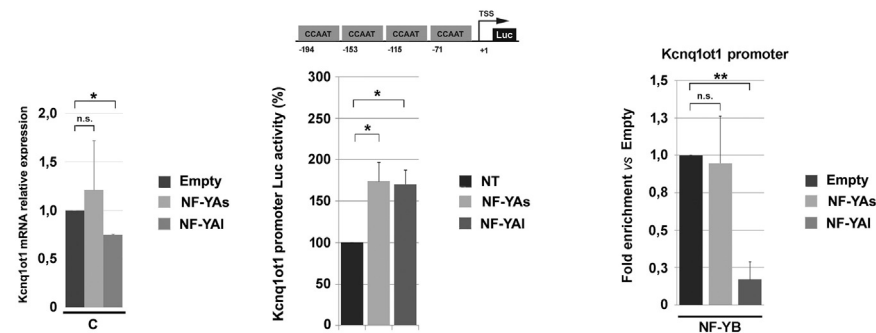 TSS
CCAAT CCAAT CCAAT CCAAT Luc
-194 -153 -115 -71 +1
Kcnq1ot1 mRNA relative expression
2,0
1,5
1,0
0,5
0
*
n.s.
C
Empty
NF-YAs
NF-YAl
Kcnq1ot1 promoter Luc activity (%)
300
250
200
150
100
50
0
*
*
NT
NF-YAs
NF-YAl
Kcnq1ot1 promoter
Fold enrichment vs Empty
1,5
1,3
1,0
0,8
0,5
0,3
0,0
**
n.s.
NF-YB
Empty
NF-YAs
NF-YAl